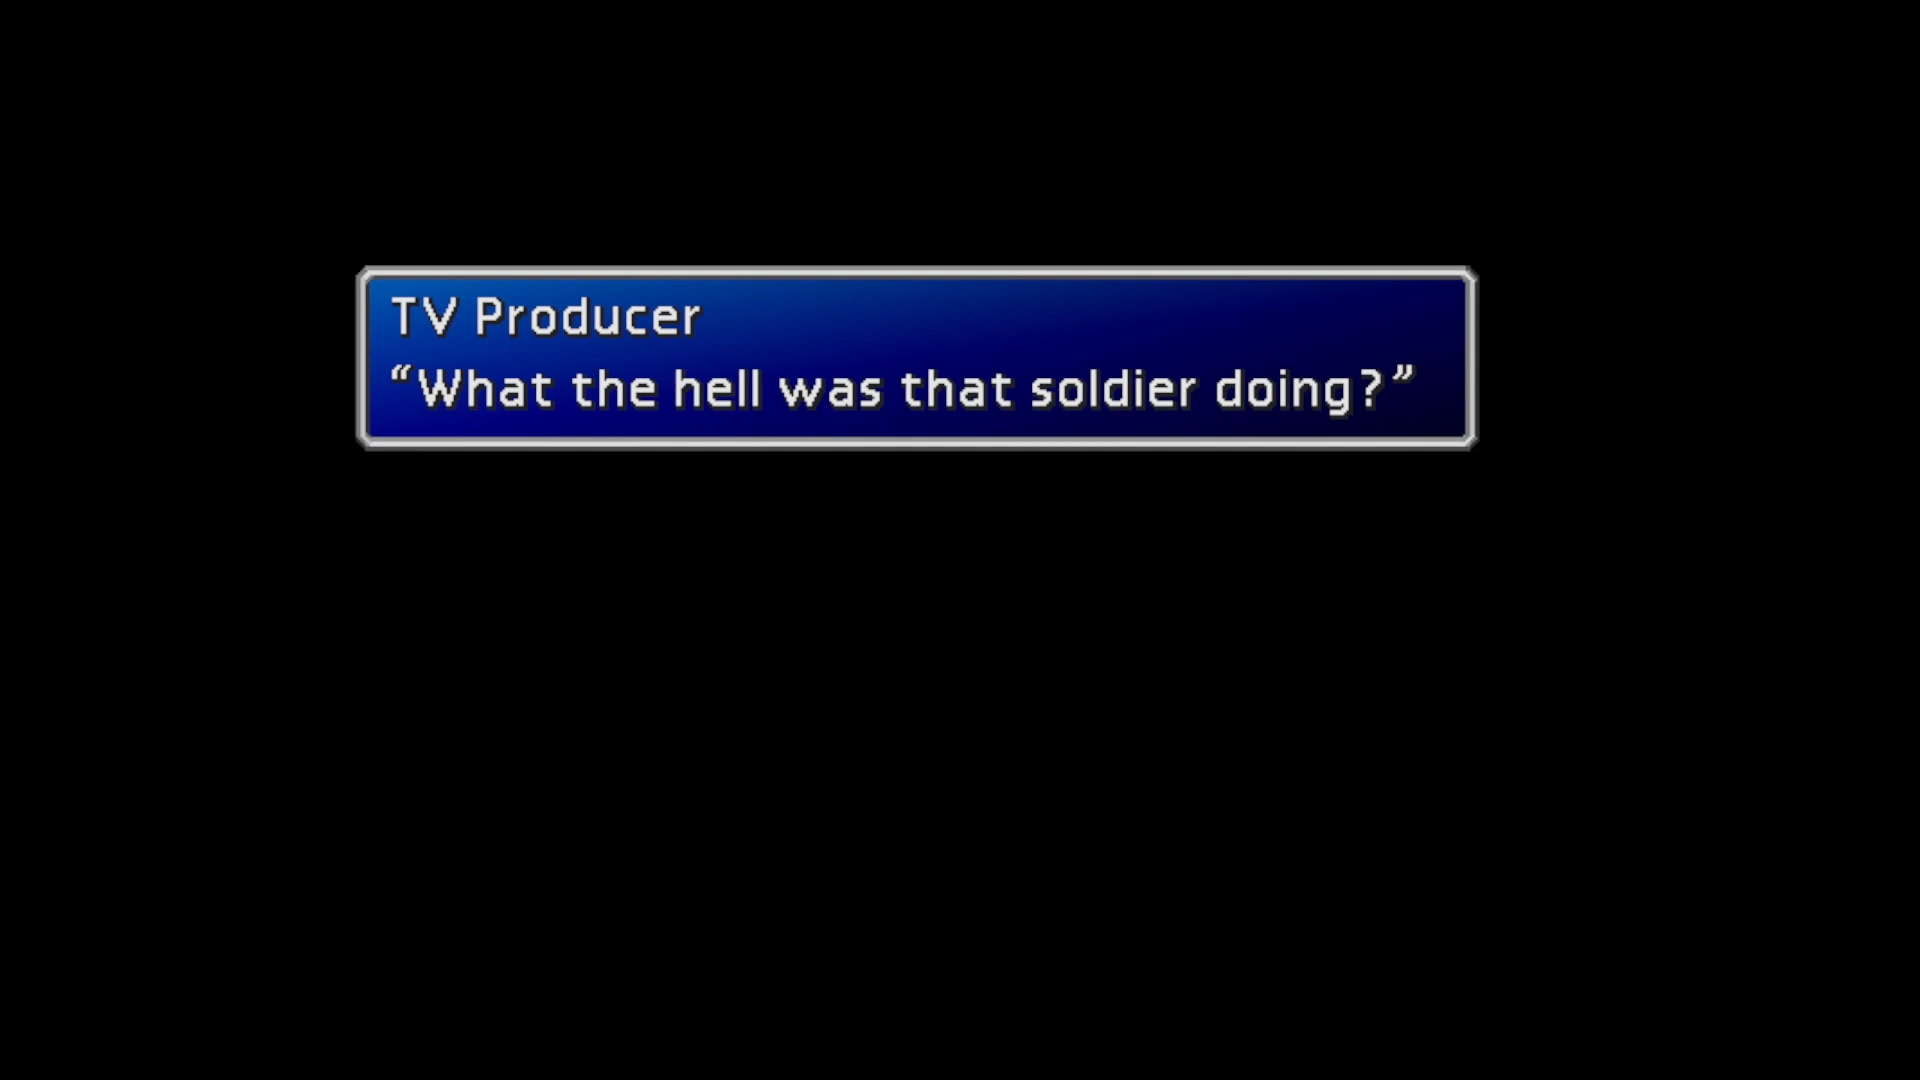 TV Producer
“What the hell was that soldier doing?”